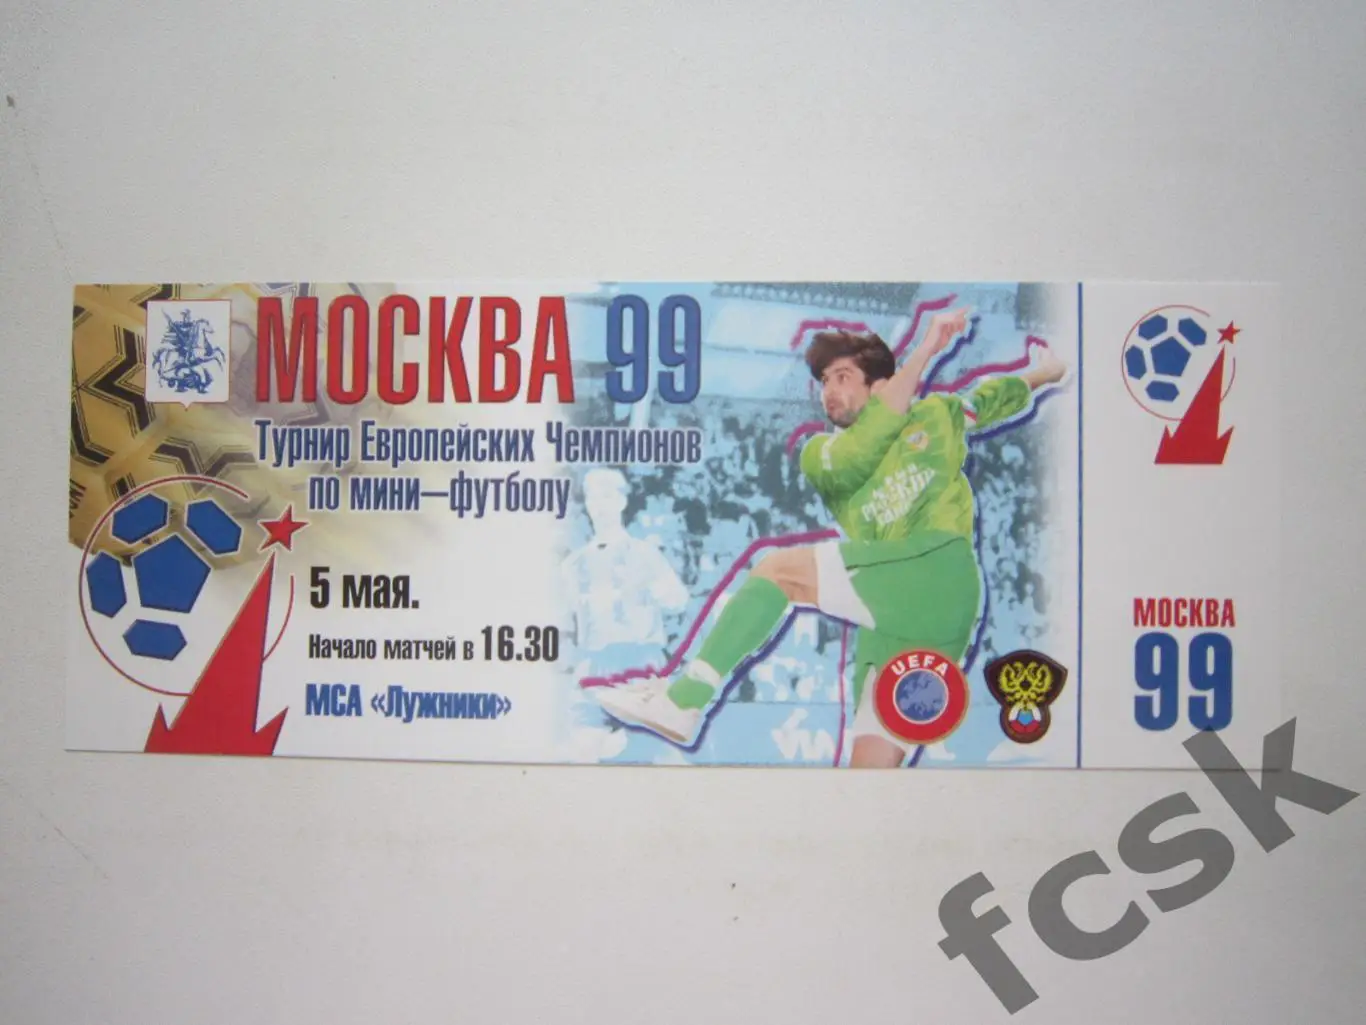 МОСКВА 99
Турнир Европейских Чемпионов
по мини–футболу
5 мая.
Начало матчей в 16.30
МСА «Лужники»
UEFA
МОСКВА
99
fcsk